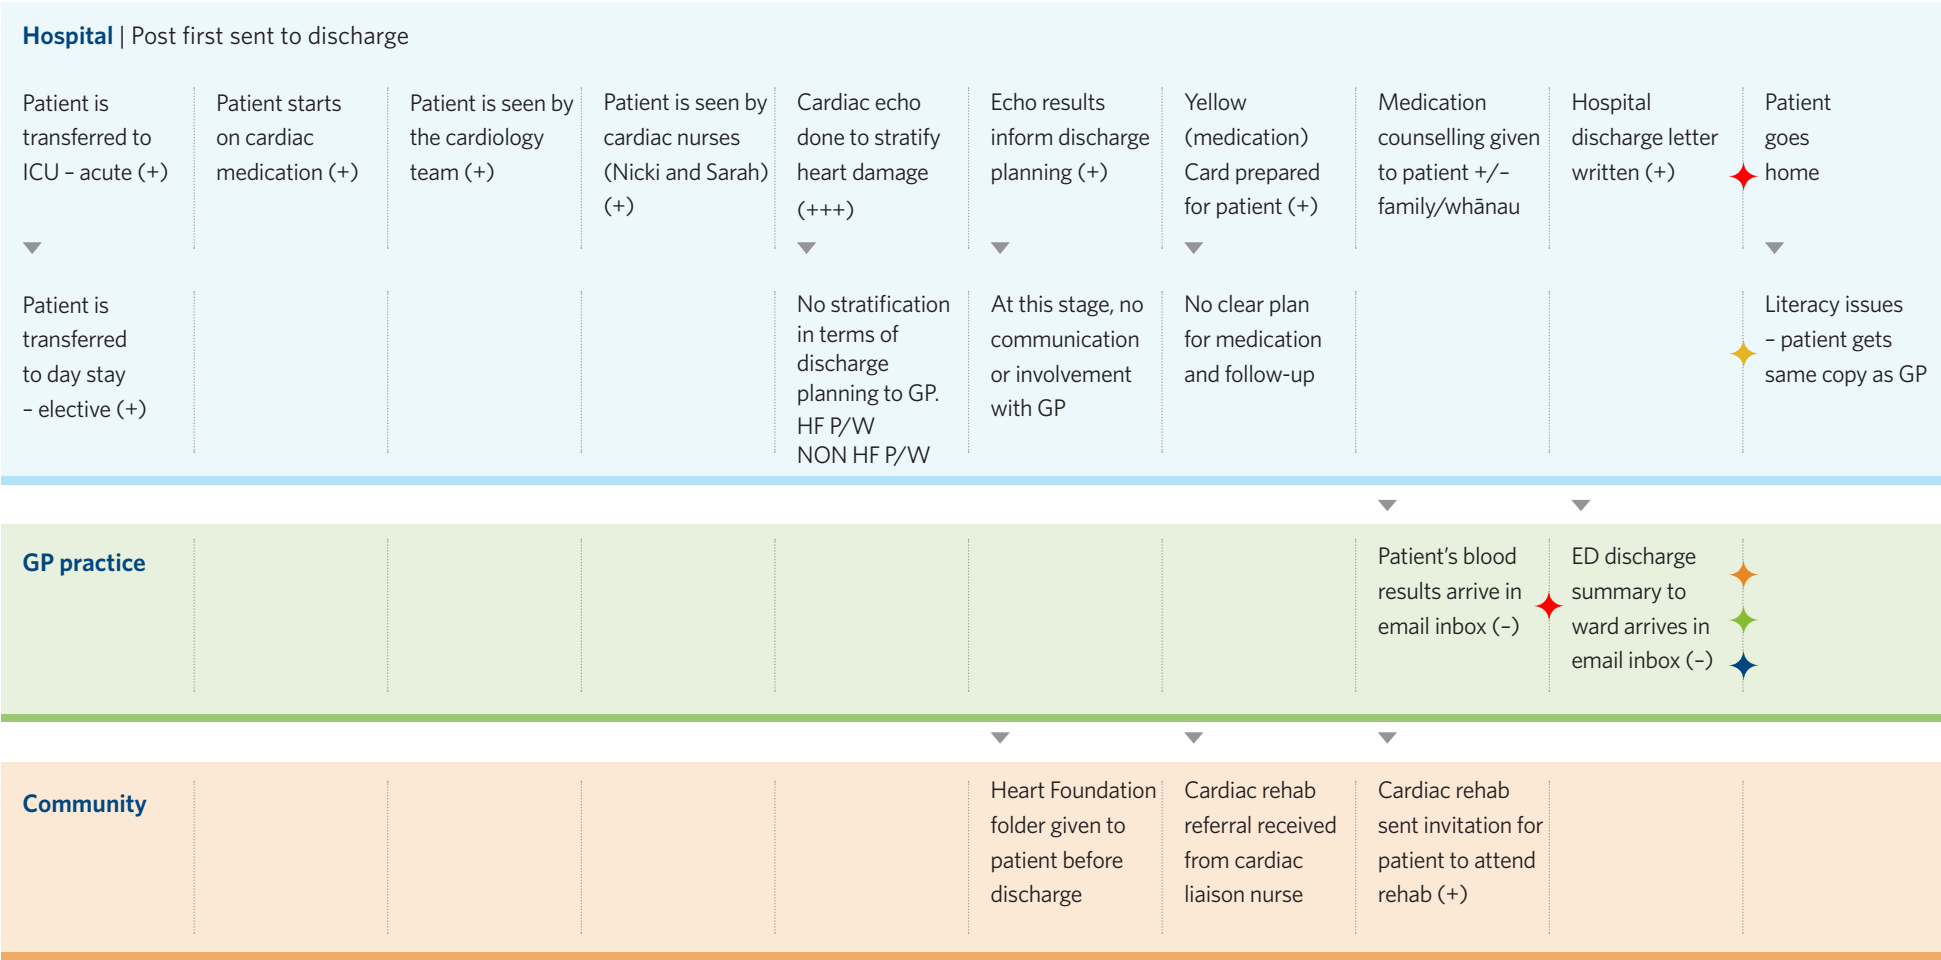 Hospital | Post first sent to discharge
Patient is
transferred to
ICU – acute (+)
Patient starts
on cardiac
medication (+)
Patient is seen by
the cardiology
team (+)
Patient is seen by
cardiac nurses
(Nicki and Sarah)
(+)
Cardiac echo
done to stratify
heart damage
(+++)
Echo results
inform discharge
planning (+)
Yellow
(medication)
Card prepared
for patient (+)
Medication
counselling given
to patient +/–
family/whānau
Hospital
discharge letter
written (+)
Patient
goes
home
Patient is
transferred
to day stay
– elective (+)
No stratification
in terms of
discharge
planning to GP.
HF P/W
NON HF P/W
At this stage, no
communication
or involvement
with GP
No clear plan
for medication
and follow-up
Literacy issues
– patient gets
same copy as GP
GP practice
Patient’s blood
results arrive in
email inbox (–)
ED discharge
summary to
ward arrives in
email inbox (–)
Community
Heart Foundation
folder given to
patient before
discharge
Cardiac rehab
referral received
from cardiac
liaison nurse
Cardiac rehab
sent invitation for
patient to attend
rehab (+)